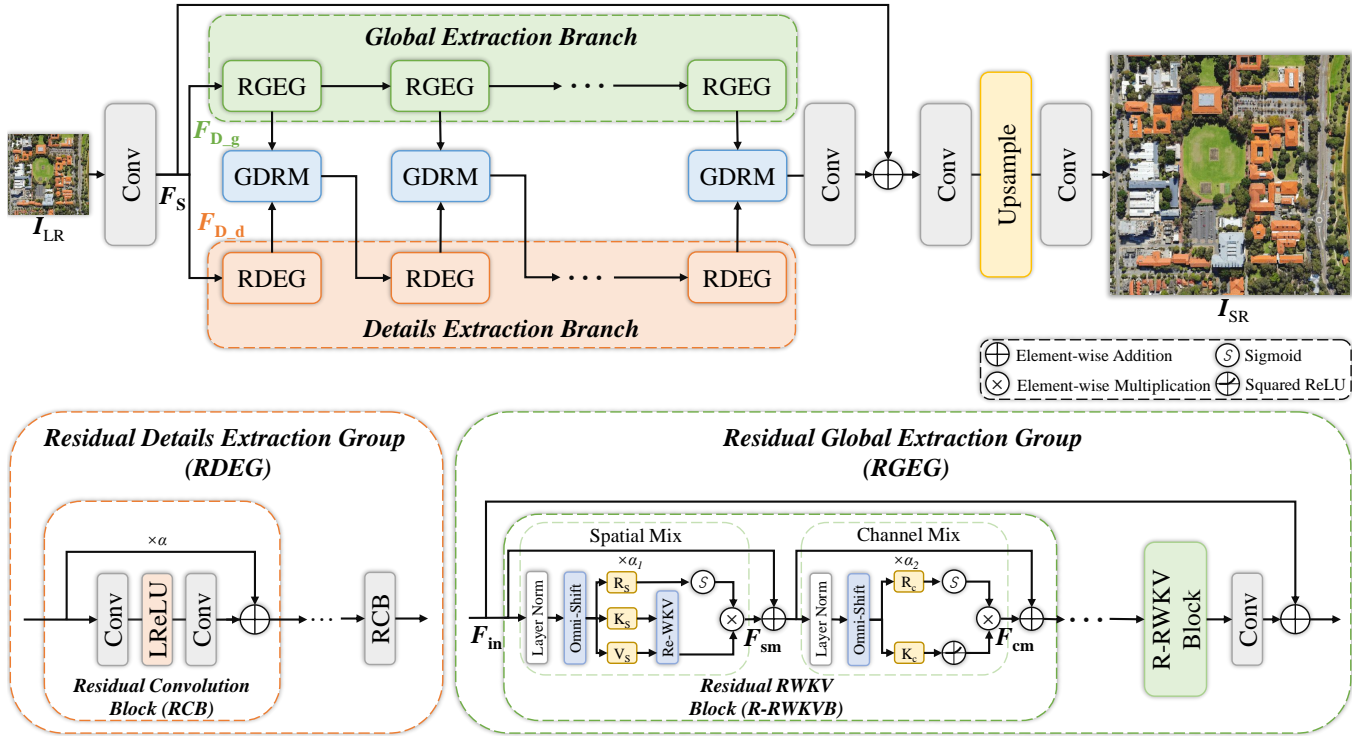 Global Extraction Branch
RGEG
RGEG
· · ·
RGEG
F_D_g
GDRM
GDRM
GDRM
I_LR
Conv
F_S
F_D_d
RDEG
RDEG
· · ·
RDEG
Details Extraction Branch
Conv
Conv
Upsample
Conv
I_SR
Element-wise Addition
S Sigmoid
Element-wise Multiplication
Squared ReLU
Residual Details Extraction Group
(RDEG)
×α
Conv
LReLU
Conv
· · ·
RCB
Residual Convolution
Block (RCB)
Residual Global Extraction Group
(RGEG)
Spatial Mix
×α₁
F_in
Layer Norm
Omni-Shift
R_S
K_S
V_S
Re-WKV
S
F_sm
Channel Mix
×α₂
Layer Norm
Omni-Shift
R_c
K_c
S
F_cm
Residual RWKV
Block (R-RWKVB)
· · ·
R-RWKV
Block
Conv